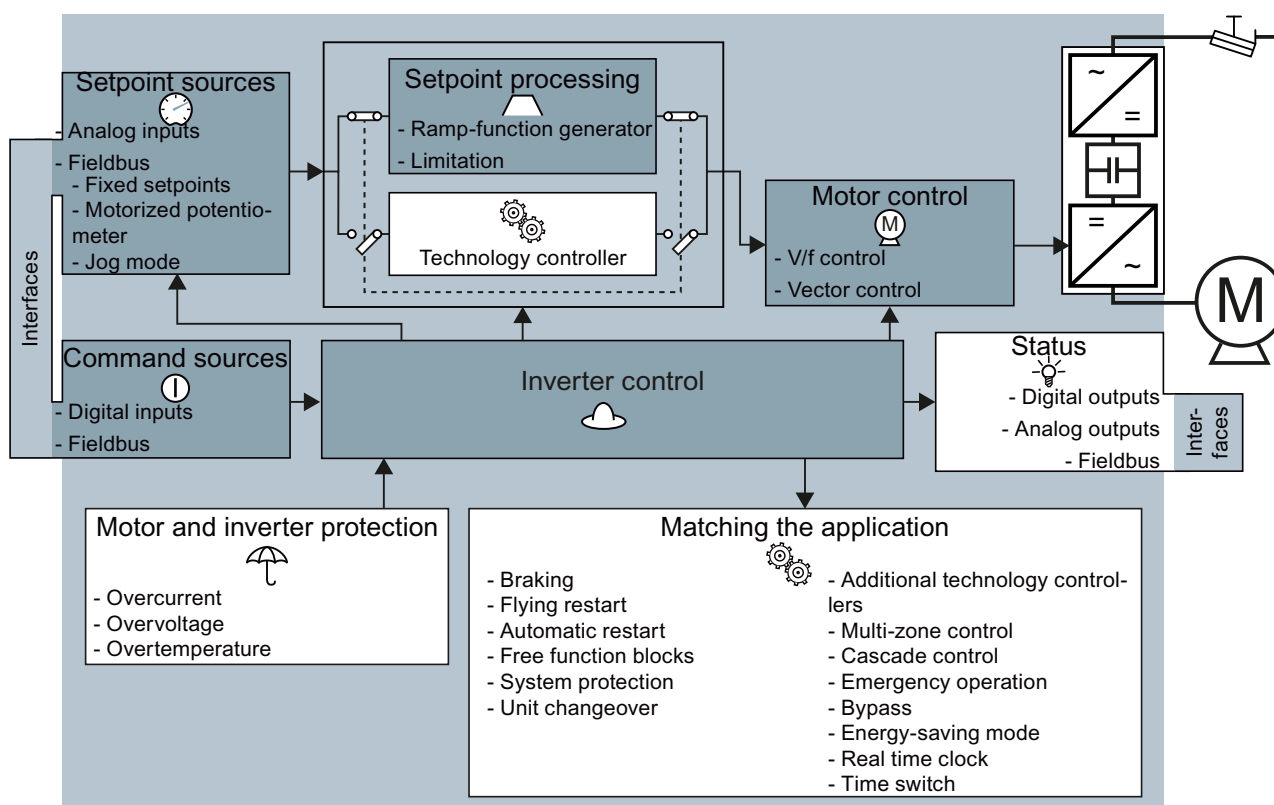 Setpoint sources
- Analog inputs
- Fieldbus
- Fixed setpoints
- Motorized potentio-
meter
- Jog mode
Interfaces
Setpoint processing
- Ramp-function generator
- Limitation
Technology controller
Motor control
M
- V/f control
- Vector control
~
=
=
~
M
Command sources
- Digital inputs
- Fieldbus
Inverter control
Status
- Digital outputs
- Analog outputs
- Fieldbus
Inter-
faces
Motor and inverter protection
- Overcurrent
- Overvoltage
- Overtemperature
Matching the application
- Braking
- Flying restart
- Automatic restart
- Free function blocks
- System protection
- Unit changeover
- Additional technology control-
lers
- Multi-zone control
- Cascade control
- Emergency operation
- Bypass
- Energy-saving mode
- Real time clock
- Time switch